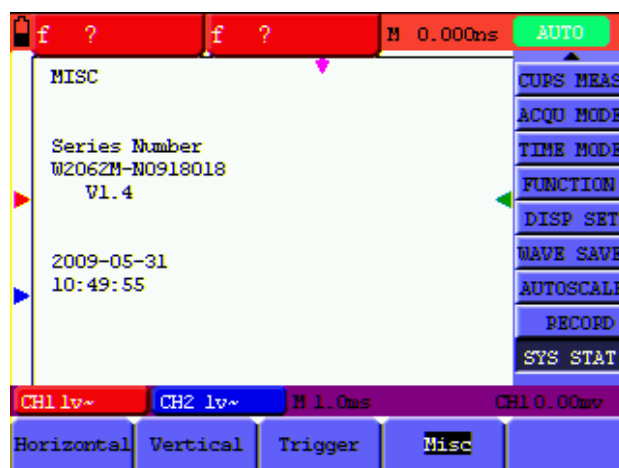 f ? f ? M 0.000ns AUTO
MISC
Series Number
W2062M-N0918018
V1.4
2009-05-31
10:49:55
CURS MEAS
ACQU MODE
TIME MODE
FUNCTION
DISP SET
WAVE SAVE
AUTOSCALE
RECORD
SYS STAT
CH1 1v~ CH2 1v~ M 1.0ms CH1 0.00mv
Horizontal Vertical Trigger Misc